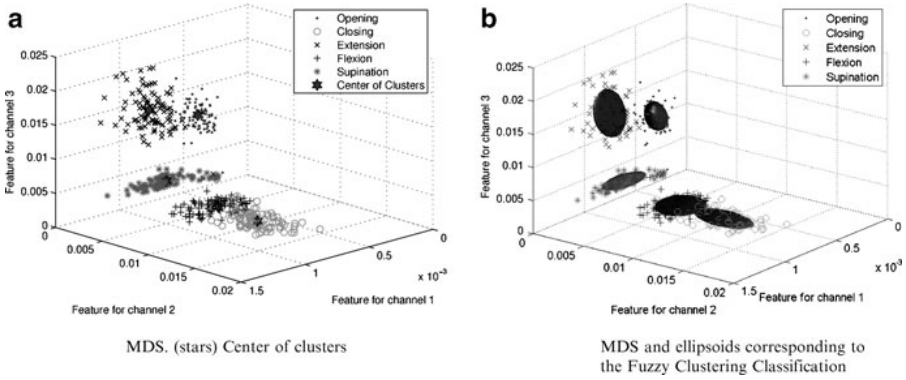 a
Opening
Closing
Extension
Flexion
Supination
Center of Clusters
Feature for channel 3
0.025
0.02
0.015
0.01
0.005
0
0
0.005
0.01
0.015
0.02
Feature for channel 2
1.5
1
0.5
0
x 10⁻³
Feature for channel 1
MDS. (stars) Center of clusters
b
Opening
Closing
Extension
Flexion
Supination
Feature for channel 3
0.025
0.02
0.015
0.01
0.005
0
0
0.005
0.01
0.015
0.02
Feature for channel 2
1.5
1
0.5
0
x 10⁻³
Feature for channel 1
MDS and ellipsoids corresponding to
the Fuzzy Clustering Classification